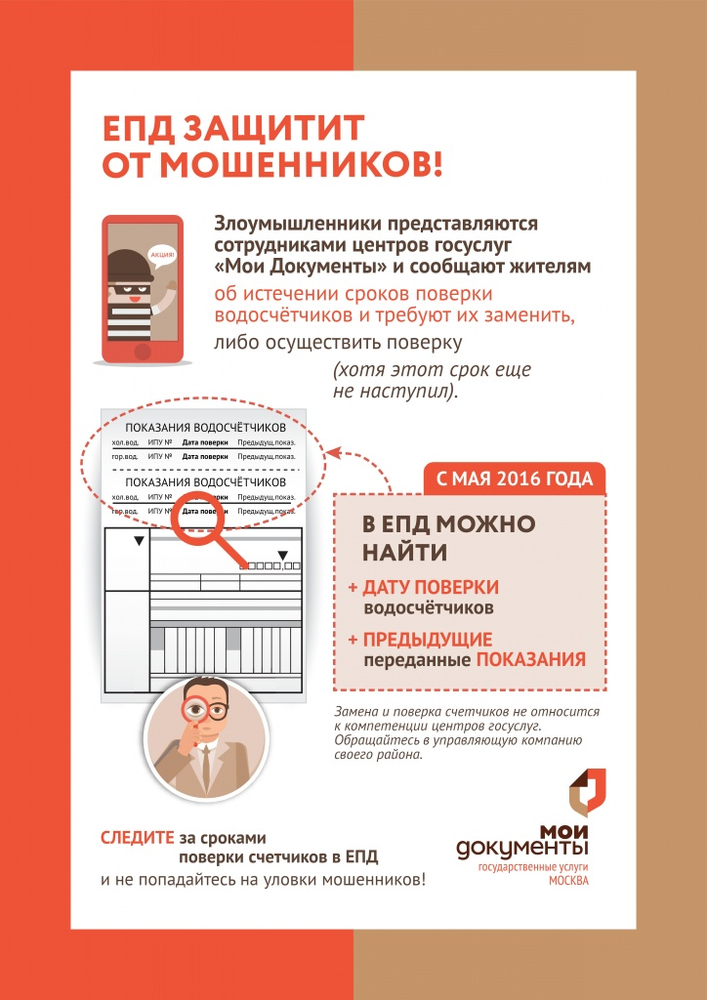 ЕПД ЗАЩИТИТ
ОТ МОШЕННИКОВ!
АКЦИЯ!
Злоумышленники представляются
сотрудниками центров госуслуг
«Мои Документы» и сообщают жителям
об истечении сроков поверки
водосчётчиков и требуют их заменить,
либо осуществить поверку
(хотя этот срок еще
не наступил).
ПОКАЗАНИЯ ВОДОСЧЁТЧИКОВ
хол.вод. ИПУ № Дата поверки Предыдущ.показ.
гор.вод. ИПУ № Дата поверки Предыдущ.показ.
ПОКАЗАНИЯ ВОДОСЧЁТЧИКОВ
хол.вод. ИПУ № Дата поверки Предыдущ.показ.
гор.вод. ИПУ № Дата поверки Предыдущ.показ.
С МАЯ 2016 ГОДА
В ЕПД МОЖНО
НАЙТИ
+ ДАТУ ПОВЕРКИ
водосчётчиков
+ ПРЕДЫДУЩИЕ
переданные ПОКАЗАНИЯ
Замена и поверка счетчиков не относится
к компетенции центров госуслуг.
Обращайтесь в управляющую компанию
своего района.
СЛЕДИТЕ за сроками
поверки счетчиков в ЕПД
и не попадайтесь на уловки мошенников!
мои
документы
государственные услуги
МОСКВА